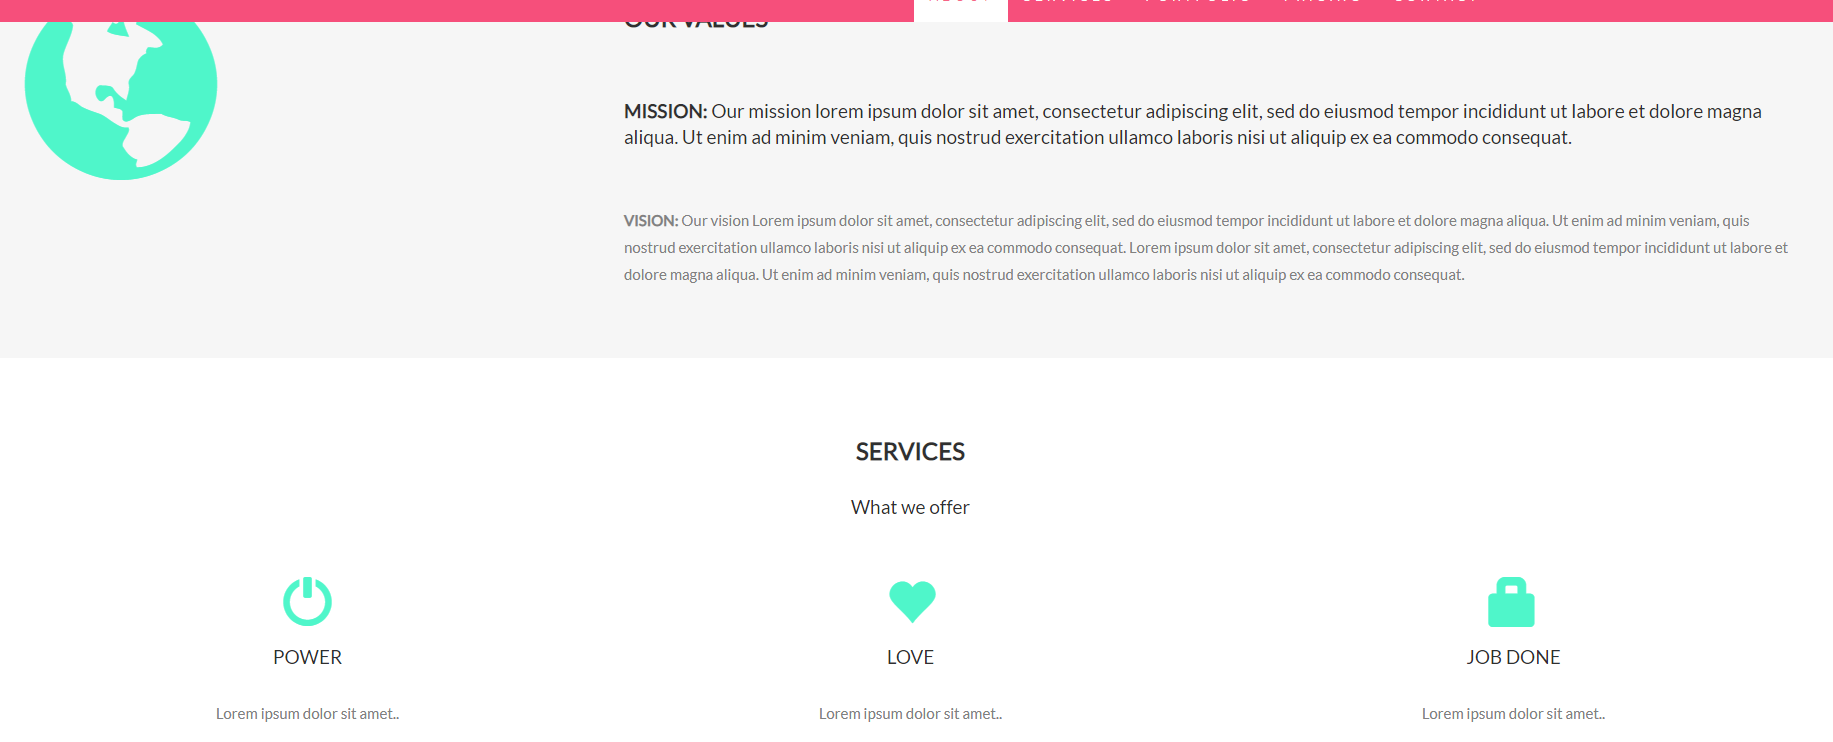 ABOUT SERVICES PORTFOLIO PRICING CONTACT
OUR VALUES
MISSION: Our mission lorem ipsum dolor sit amet, consectetur adipiscing elit, sed do eiusmod tempor incididunt ut labore et dolore magna
aliqua. Ut enim ad minim veniam, quis nostrud exercitation ullamco laboris nisi ut aliquip ex ea commodo consequat.
VISION: Our vision Lorem ipsum dolor sit amet, consectetur adipiscing elit, sed do eiusmod tempor incididunt ut labore et dolore magna aliqua. Ut enim ad minim veniam, quis
nostrud exercitation ullamco laboris nisi ut aliquip ex ea commodo consequat. Lorem ipsum dolor sit amet, consectetur adipiscing elit, sed do eiusmod tempor incididunt ut labore et
dolore magna aliqua. Ut enim ad minim veniam, quis nostrud exercitation ullamco laboris nisi ut aliquip ex ea commodo consequat.
SERVICES
What we offer
POWER
LOVE
JOB DONE
Lorem ipsum dolor sit amet..
Lorem ipsum dolor sit amet..
Lorem ipsum dolor sit amet..